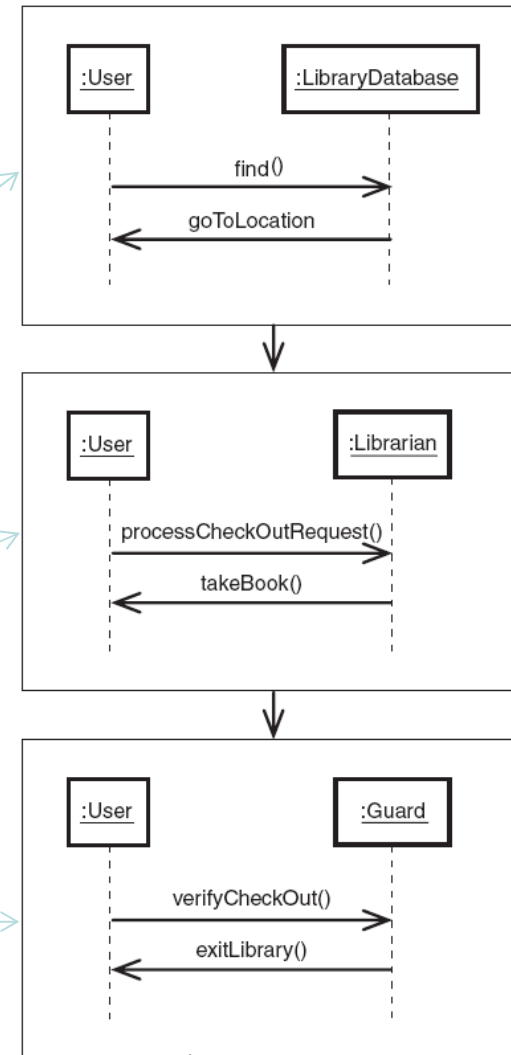 :User :LibraryDatabase
find()
goToLocation
:User :Librarian
processCheckOutRequest()
takeBook()
:User :Guard
verifyCheckOut()
exitLibrary()